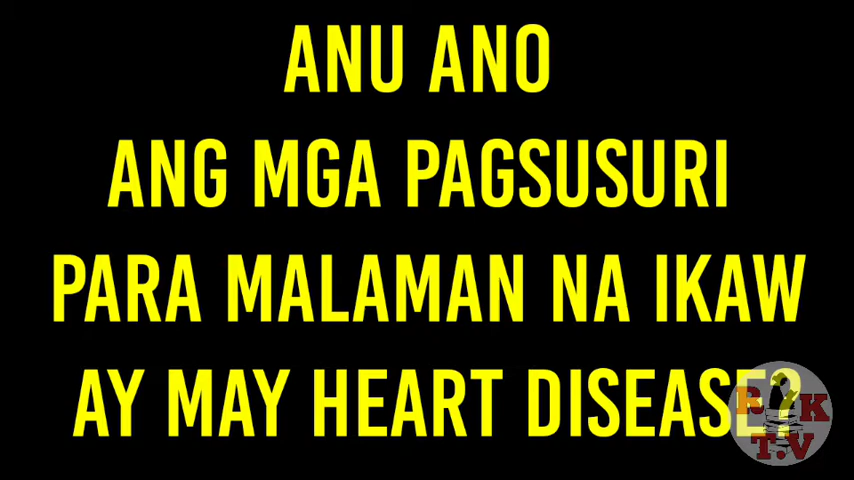 ANU ANO
ANG MGA PAGSUSURI
PARA MALAMAN NA IKAW
AY MAY HEART DISEASE?
R K
T.V